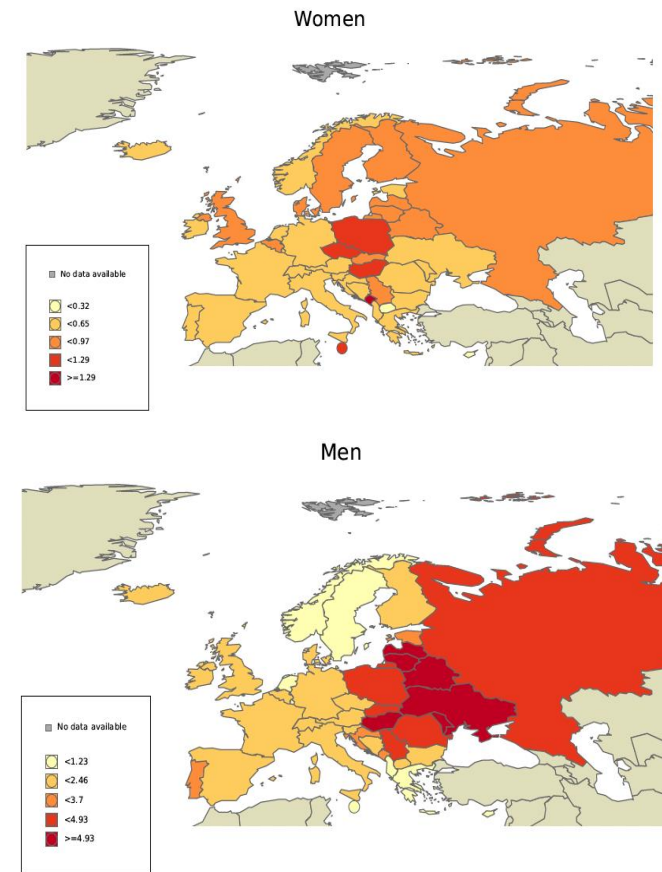 Women
No data available
<0.32
<0.65
<0.97
<1.29
>=1.29
Men
No data available
<1.23
<2.46
<3.7
<4.93
>=4.93